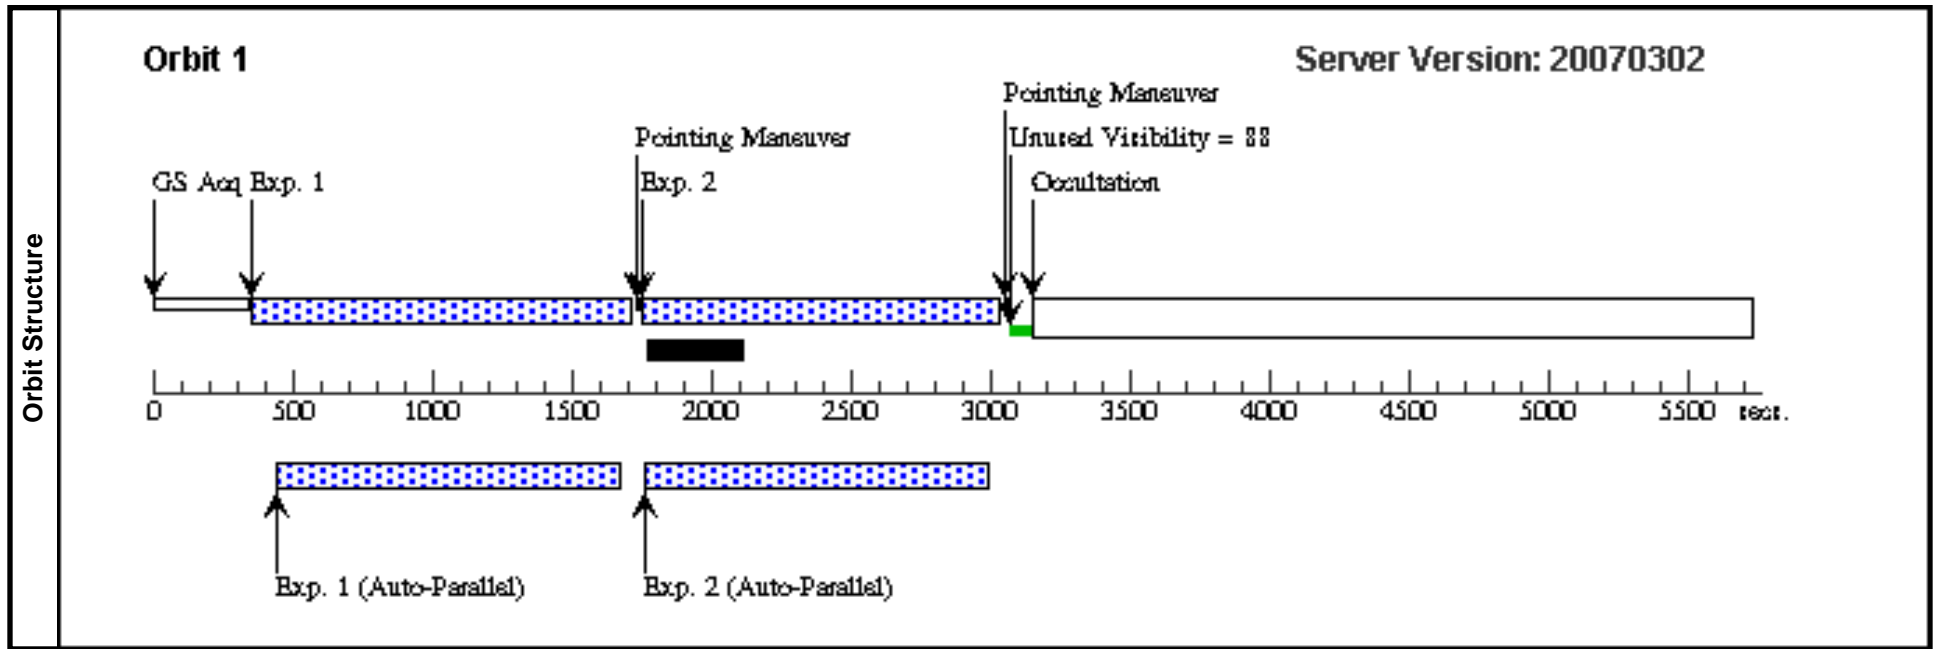 Orbit Structure
Orbit 1
Server Version: 20070302
Pointing Maneuver
Pointing Maneuver
Unused Visibility = 88
GS Acq
Exp. 1
Exp. 2
Occultation
0 500 1000 1500 2000 2500 3000 3500 4000 4500 5000 5500 secs.
Exp. 1 (Auto-Parallel)
Exp. 2 (Auto-Parallel)